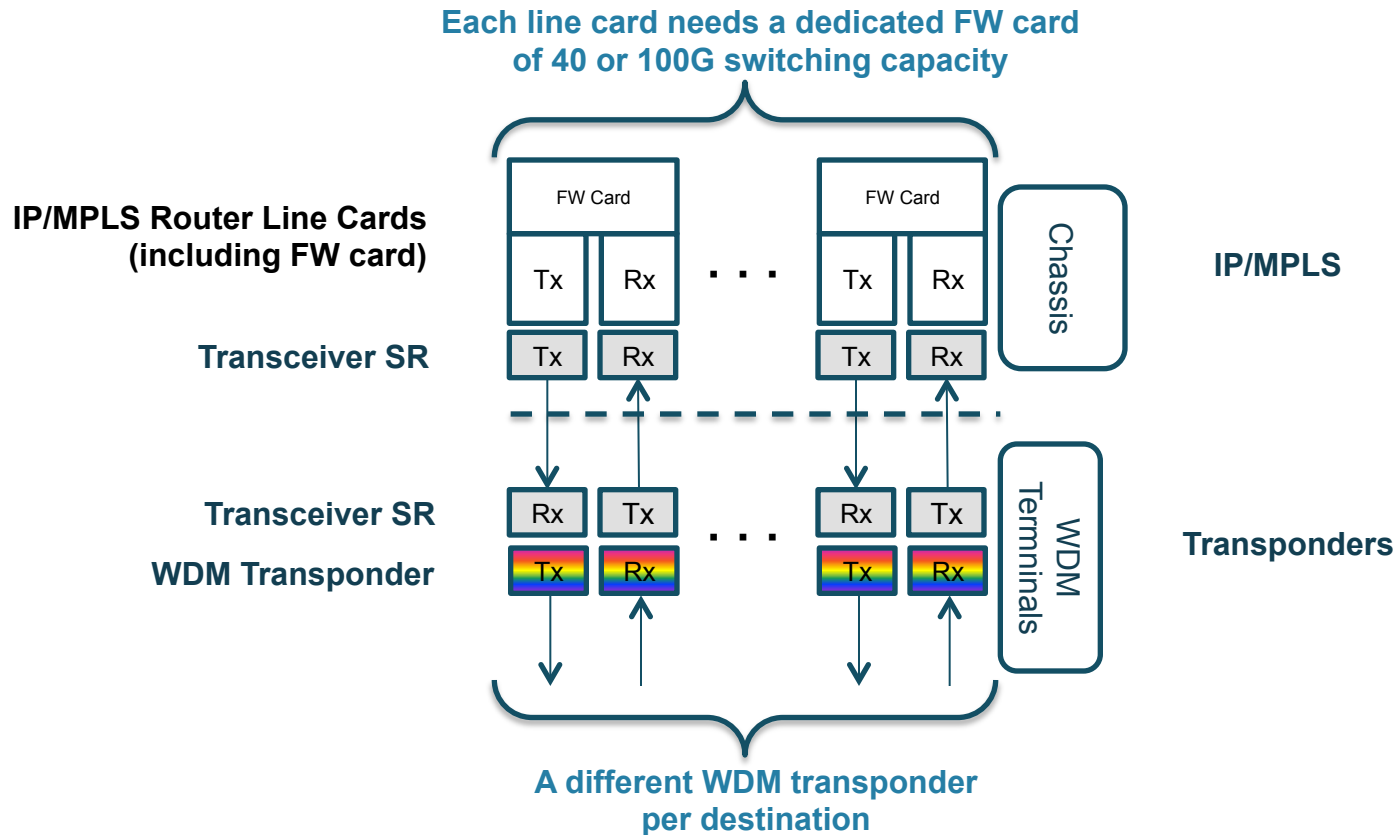 Each line card needs a dedicated FW card
of 40 or 100G switching capacity
FW Card
FW Card
IP/MPLS Router Line Cards
(including FW card)
Tx
Rx
. . .
Tx
Rx
Chassis
IP/MPLS
Transceiver SR
Tx
Rx
Tx
Rx
Transceiver SR
Rx
Tx
. . .
Rx
Tx
WDM
Termninals
Transponders
WDM Transponder
Tx
Rx
Tx
Rx
A different WDM transponder
per destination